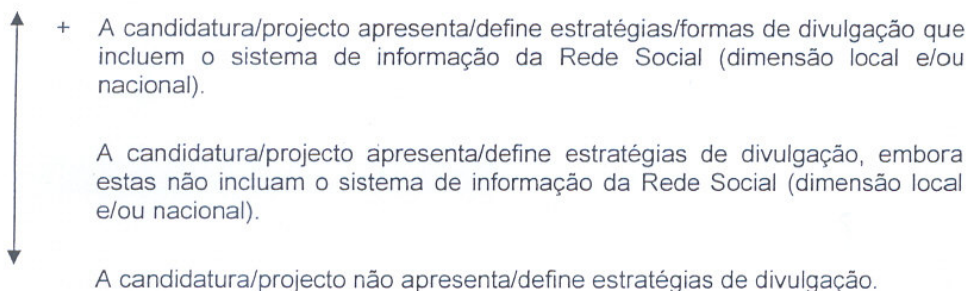 + A candidatura/projecto apresenta/define estratégias/formas de divulgação que
incluem o sistema de informação da Rede Social (dimensão local e/ou
nacional).
A candidatura/projecto apresenta/define estratégias de divulgação, embora
estas não incluam o sistema de informação da Rede Social (dimensão local
e/ou nacional).
A candidatura/projecto não apresenta/define estratégias de divulgação.